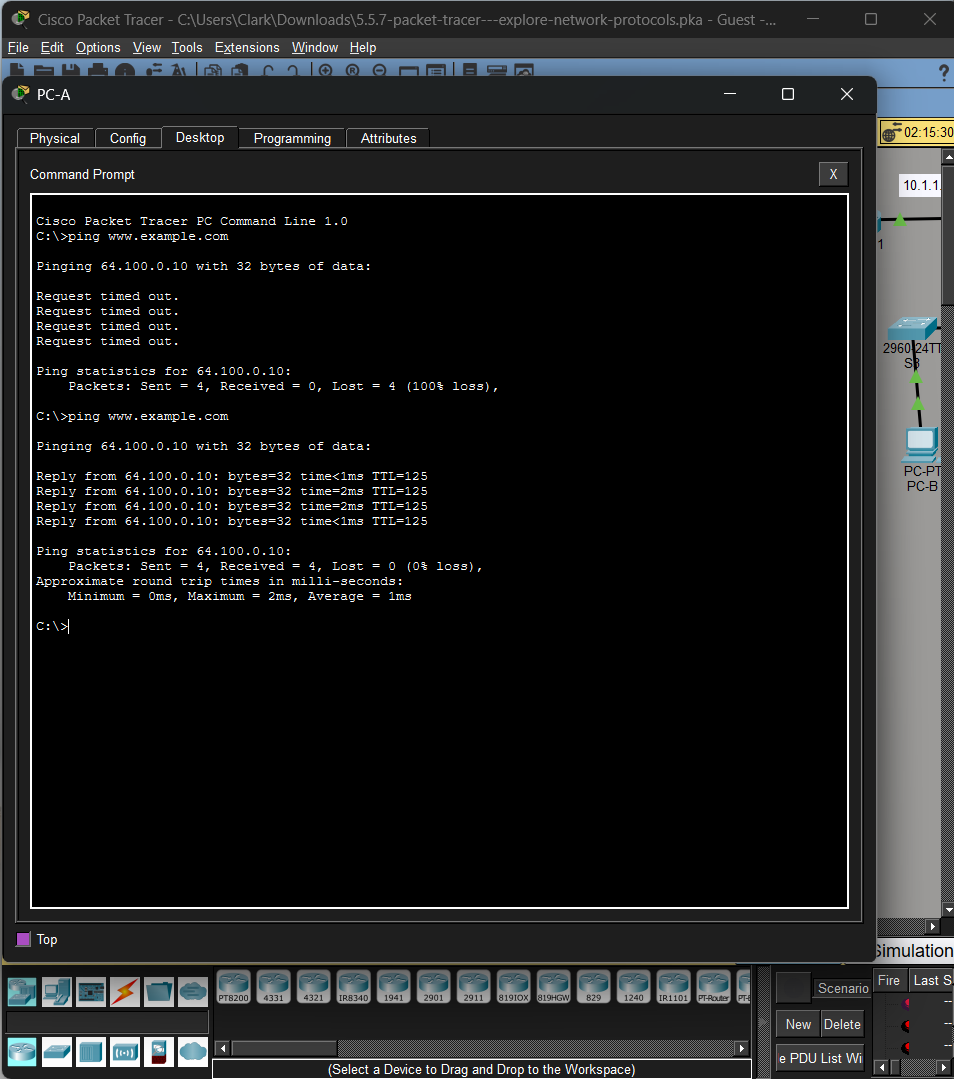 Cisco Packet Tracer - C:\Users\Clark\Downloads\5.5.7-packet-tracer---explore-network-protocols.pka - Guest -...
File Edit Options View Tools Extensions Window Help
?
PC-A
Physical Config Desktop Programming Attributes
02:15:30
Command Prompt
X
10.1.1.
Cisco Packet Tracer PC Command Line 1.0
C:\>ping www.example.com
Pinging 64.100.0.10 with 32 bytes of data:
Request timed out.
Request timed out.
Request timed out.
Request timed out.
Ping statistics for 64.100.0.10:
Packets: Sent = 4, Received = 0, Lost = 4 (100% loss),
C:\>ping www.example.com
Pinging 64.100.0.10 with 32 bytes of data:
Reply from 64.100.0.10: bytes=32 time<1ms TTL=125
Reply from 64.100.0.10: bytes=32 time=2ms TTL=125
Reply from 64.100.0.10: bytes=32 time=2ms TTL=125
Reply from 64.100.0.10: bytes=32 time<1ms TTL=125
Ping statistics for 64.100.0.10:
Packets: Sent = 4, Received = 4, Lost = 0 (0% loss),
Approximate round trip times in milli-seconds:
Minimum = 0ms, Maximum = 2ms, Average = 1ms
C:\>
1
2960-24TT
S3
PC-PT
PC-B
Top
Simulation
PT8200 4331 4321 IR8340 1941 2901 2911 819IOX 819HGW 829 1240 IR1101 PT-Router PT-E
Scenario
Fire Last S
New Delete
e PDU List Wi
(Select a Device to Drag and Drop to the Workspace)